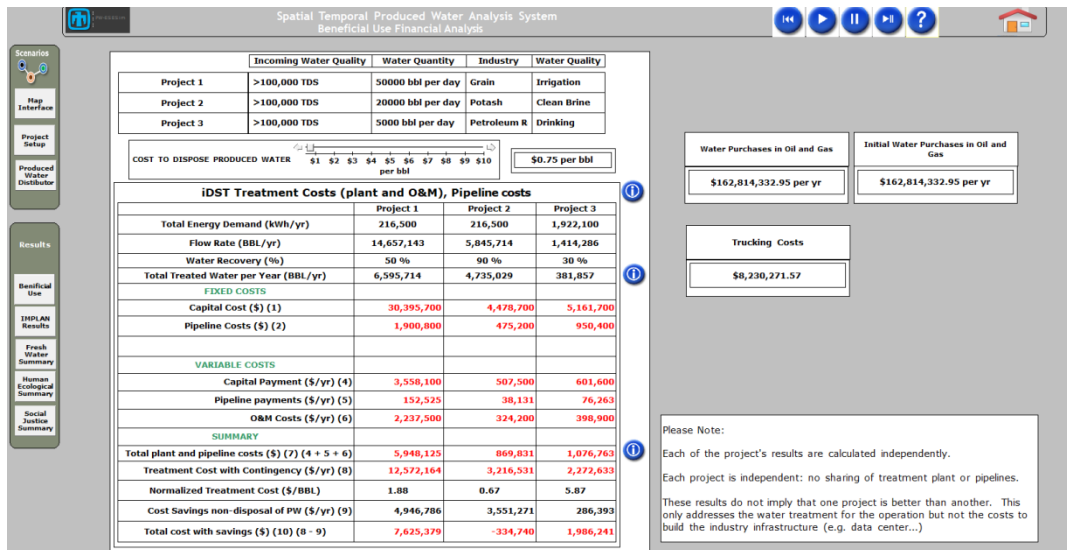 Spatial Temporal Produced Water Analysis System
Beneficial Use Financial Analysis
?
Scenarios
Map
Interface
Project
Setup
Produced
Water
Distibutor
Results
Benificial
Use
IMPLAN
Results
Fresh
Water
Summary
Human
Ecological
Summary
Social
Justice
Summary
Incoming Water Quality Water Quantity Industry Water Quality
Project 1 >100,000 TDS 50000 bbl per day Grain Irrigation
Project 2 >100,000 TDS 20000 bbl per day Potash Clean Brine
Project 3 >100,000 TDS 5000 bbl per day Petroleum R Drinking
COST TO DISPOSE PRODUCED WATER $1 $2 $3 $4 $5 $6 $7 $8 $9 $10
per bbl
$0.75 per bbl
iDST Treatment Costs (plant and O&M), Pipeline costs
Project 1 Project 2 Project 3
Total Energy Demand (kWh/yr) 216,500 216,500 1,922,100
Flow Rate (BBL/yr) 14,657,143 5,845,714 1,414,286
Water Recovery (%) 50 % 90 % 30 %
Total Treated Water per Year (BBL/yr) 6,595,714 4,735,029 381,857
FIXED COSTS
Capital Cost ($) (1) 30,395,700 4,478,700 5,161,700
Pipeline Costs ($) (2) 1,900,800 475,200 950,400
VARIABLE COSTS
Capital Payment ($/yr) (4) 3,558,100 507,500 601,600
Pipeline payments ($/yr) (5) 152,525 38,131 76,263
O&M Costs ($/yr) (6) 2,237,500 324,200 398,900
SUMMARY
Total plant and pipeline costs ($) (7) (4 + 5 + 6) 5,948,125 869,831 1,076,763
Treatment Cost with Contingency ($/yr) (8) 12,572,164 3,216,531 2,272,633
Normalized Treatment Cost ($/BBL) 1.88 0.67 5.87
Cost Savings non-disposal of PW ($/yr) (9) 4,946,786 3,551,271 286,393
Total cost with savings ($) (10) (8 - 9) 7,625,379 -334,740 1,986,241
i
i
i
Water Purchases in Oil and Gas
$162,814,332.95 per yr
Initial Water Purchases in Oil and
Gas
$162,814,332.95 per yr
Trucking Costs
$8,230,271.57
Please Note:
Each of the project's results are calculated independently.
Each project is independent: no sharing of treatment plant or pipelines.
These results do not imply that one project is better than another. This
only addresses the water treatment for the operation but not the costs to
build the industry infrastructure (e.g. data center...)